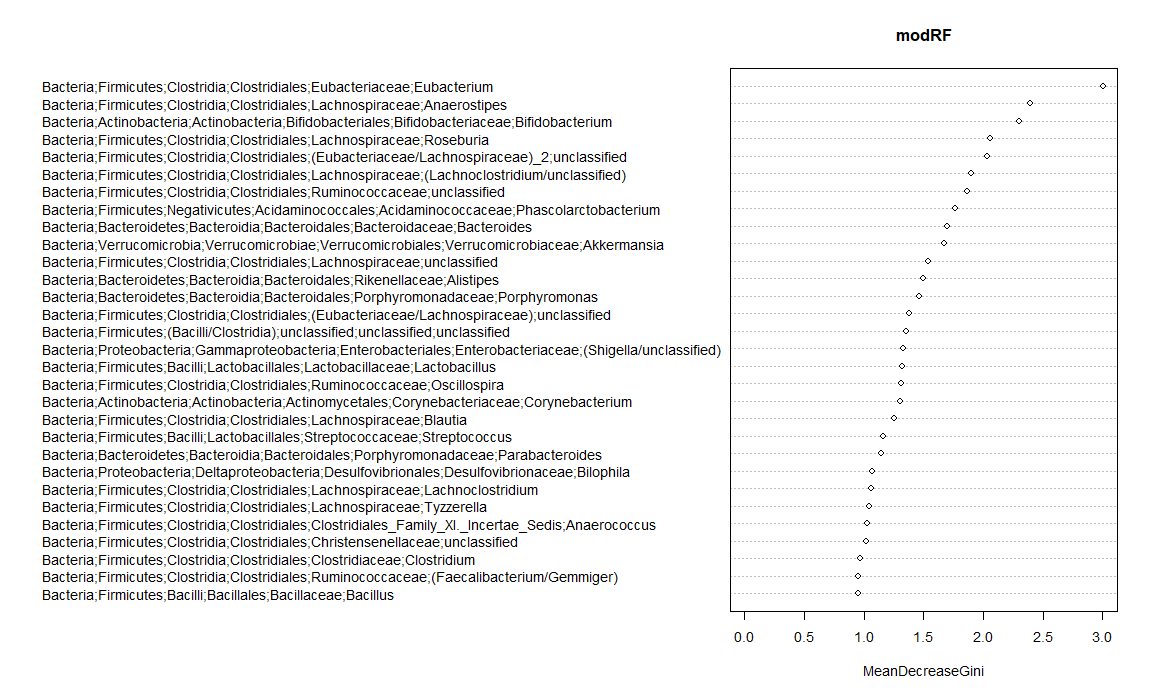 modRF
Bacteria;Firmicutes;Clostridia;Clostridiales;Eubacteriaceae;Eubacterium
Bacteria;Firmicutes;Clostridia;Clostridiales;Lachnospiraceae;Anaerostipes
Bacteria;Actinobacteria;Actinobacteria;Bifidobacteriales;Bifidobacteriaceae;Bifidobacterium
Bacteria;Firmicutes;Clostridia;Clostridiales;Lachnospiraceae;Roseburia
Bacteria;Firmicutes;Clostridia;Clostridiales;(Eubacteriaceae/Lachnospiraceae)_2;unclassified
Bacteria;Firmicutes;Clostridia;Clostridiales;Lachnospiraceae;(Lachnoclostridium/unclassified)
Bacteria;Firmicutes;Clostridia;Clostridiales;Ruminococcaceae;unclassified
Bacteria;Firmicutes;Negativicutes;Acidaminococcales;Acidaminococcaceae;Phascolarctobacterium
Bacteria;Bacteroidetes;Bacteroidia;Bacteroidales;Bacteroidaceae;Bacteroides
Bacteria;Verrucomicrobia;Verrucomicrobiae;Verrucomicrobiales;Verrucomicrobiaceae;Akkermansia
Bacteria;Firmicutes;Clostridia;Clostridiales;Lachnospiraceae;unclassified
Bacteria;Bacteroidetes;Bacteroidia;Bacteroidales;Rikenellaceae;Alistipes
Bacteria;Bacteroidetes;Bacteroidia;Bacteroidales;Porphyromonadaceae;Porphyromonas
Bacteria;Firmicutes;Clostridia;Clostridiales;(Eubacteriaceae/Lachnospiraceae);unclassified
Bacteria;Firmicutes;(Bacilli/Clostridia);unclassified;unclassified;unclassified
Bacteria;Proteobacteria;Gammaproteobacteria;Enterobacteriales;Enterobacteriaceae;(Shigella/unclassified)
Bacteria;Firmicutes;Bacilli;Lactobacillales;Lactobacillaceae;Lactobacillus
Bacteria;Firmicutes;Clostridia;Clostridiales;Ruminococcaceae;Oscillospira
Bacteria;Actinobacteria;Actinobacteria;Actinomycetales;Corynebacteriaceae;Corynebacterium
Bacteria;Firmicutes;Clostridia;Clostridiales;Lachnospiraceae;Blautia
Bacteria;Firmicutes;Bacilli;Lactobacillales;Streptococcaceae;Streptococcus
Bacteria;Bacteroidetes;Bacteroidia;Bacteroidales;Porphyromonadaceae;Parabacteroides
Bacteria;Proteobacteria;Deltaproteobacteria;Desulfovibrionales;Desulfovibrionaceae;Bilophila
Bacteria;Firmicutes;Clostridia;Clostridiales;Lachnospiraceae;Lachnoclostridium
Bacteria;Firmicutes;Clostridia;Clostridiales;Lachnospiraceae;Tyzzerella
Bacteria;Firmicutes;Clostridia;Clostridiales;Clostridiales_Family_XI._Incertae_Sedis;Anaerococcus
Bacteria;Firmicutes;Clostridia;Clostridiales;Christensenellaceae;unclassified
Bacteria;Firmicutes;Clostridia;Clostridiales;Clostridiaceae;Clostridium
Bacteria;Firmicutes;Clostridia;Clostridiales;Ruminococcaceae;(Faecalibacterium/Gemmiger)
Bacteria;Firmicutes;Bacilli;Bacillales;Bacillaceae;Bacillus
0.0 0.5 1.0 1.5 2.0 2.5 3.0
MeanDecreaseGini